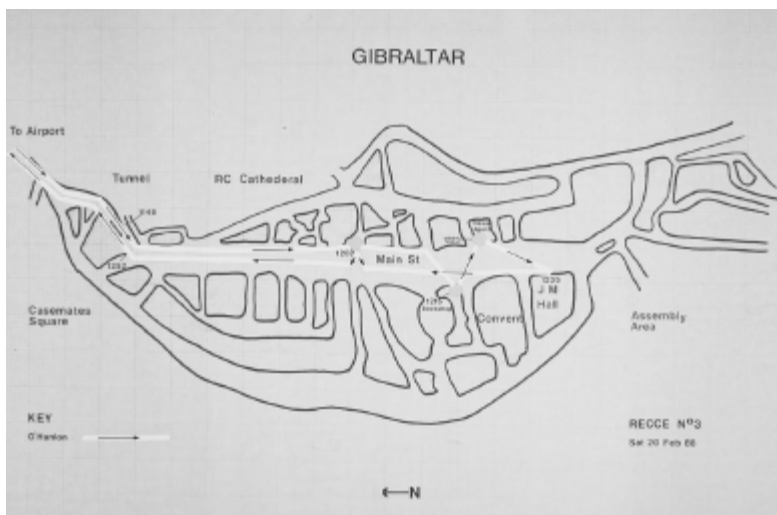 GIBRALTAR
To Airport
Tunnel
RC Cathederal
Main St
J M
Hall
Convent
Casemates
Square
Assembly
Area
KEY
O'Hanlon
RECCE Nº3
Sat 20 Feb 88
N